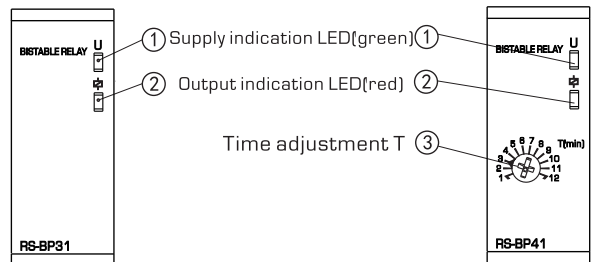 BISTABLE RELAY
U
① Supply indication LED(green) ①
② Output indication LED(red) ②
Time adjustment T ③
RS-BP31
BISTABLE RELAY
U
T(min)
1 2 3 4 5 6 7 8 9 10 11 12
RS-BP41